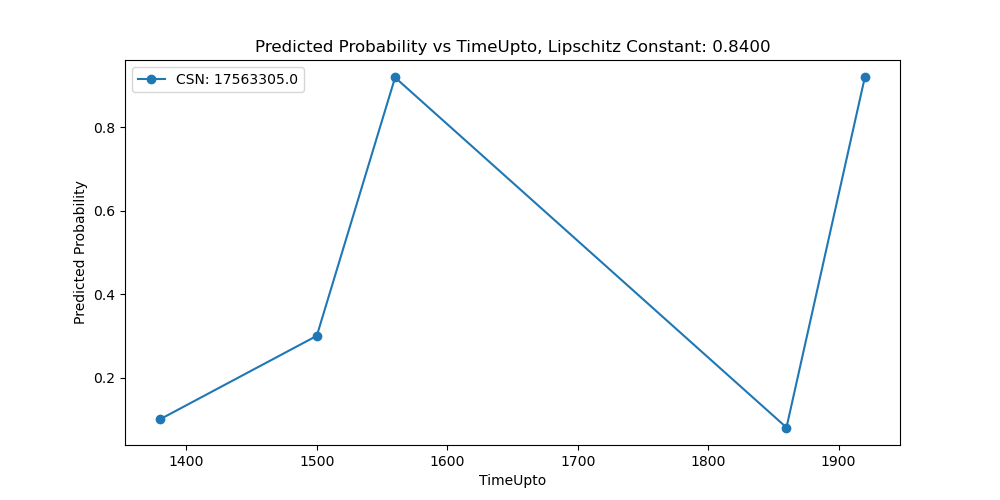 Predicted Probability vs TimeUpto, Lipschitz Constant: 0.8400
CSN: 17563305.0
Predicted Probability
0.8
0.6
0.4
0.2
1400 1500 1600 1700 1800 1900
TimeUpto